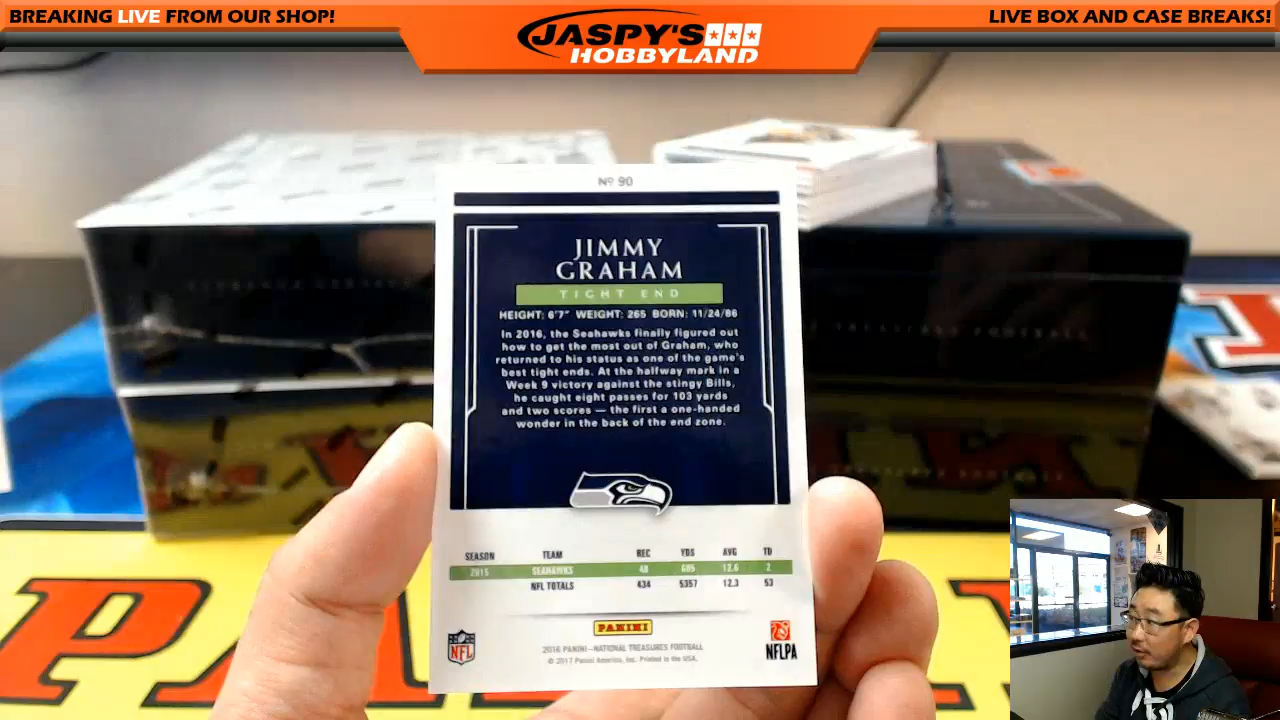 BREAKING LIVE FROM OUR SHOP!
JASPY'S
HOBBYLAND
LIVE BOX AND CASE BREAKS!
Nº 90
JIMMY
GRAHAM
TIGHT END
HEIGHT: 6'7" WEIGHT: 265 BORN: 11/24/86
In 2016, the Seahawks finally figured out
how to get the most out of Graham, who
returned to his status as one of the game's
best tight ends. At the halfway mark in a
Week 9 victory against the stingy Bills,
he caught eight passes for 103 yards
and two scores — the first a one-handed
wonder in the back of the end zone.
SEASON TEAM REC YDS AVG TD
2015 SEAHAWKS 48 605 12.6 2
NFL TOTALS 434 5357 12.3 53
PANINI
NFL
2016 PANINI—NATIONAL TREASURES FOOTBALL
© 2017 Panini America, Inc. Printed in the USA.
NFLPA